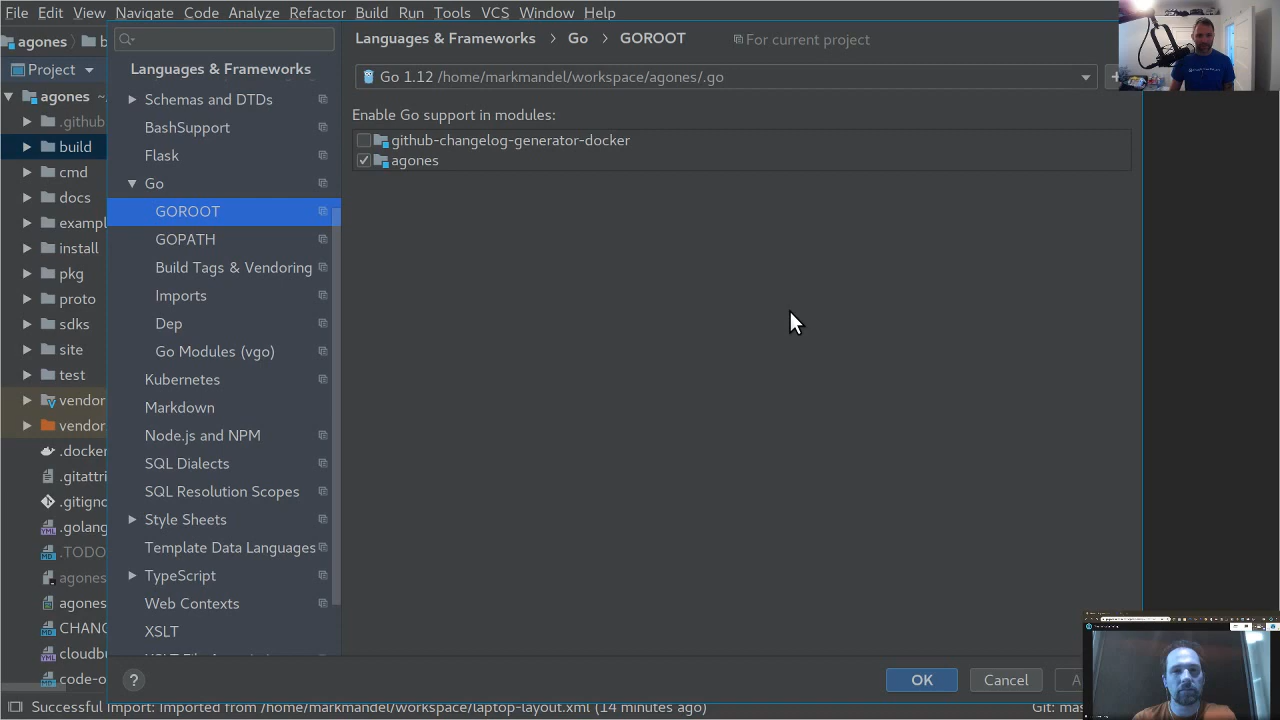 File Edit View Navigate Code Analyze Refactor Build Run Tools VCS Window Help
agones
Project
agones
.github
build
cmd
docs
exampl
install
pkg
proto
sdks
site
test
vendor
vendor
.docker
.gitattri
.gitigno
.golang
.TODO
agones
agones
CHANG
cloudbu
code-o
Languages & Frameworks
Schemas and DTDs
BashSupport
Flask
Go
GOROOT
GOPATH
Build Tags & Vendoring
Imports
Dep
Go Modules (vgo)
Kubernetes
Markdown
Node.js and NPM
SQL Dialects
SQL Resolution Scopes
Style Sheets
Template Data Languages
TypeScript
Web Contexts
XSLT
Languages & Frameworks > Go > GOROOT For current project
Go 1.12 /home/markmandel/workspace/agones/.go
Enable Go support in modules:
github-changelog-generator-docker
agones
? OK Cancel A
Successful Import: Imported from /home/markmandel/workspace/laptop-layout.xml (14 minutes ago) Git: mas